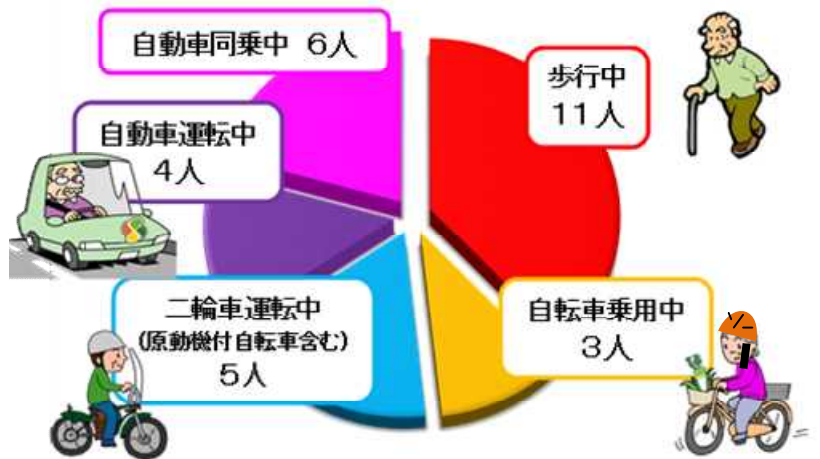 自動車同乗中 6人
歩行中
11人
自動車運転中
4人
二輪車運転中
(原動機付自転車含む)
5人
自転車乗用中
3人